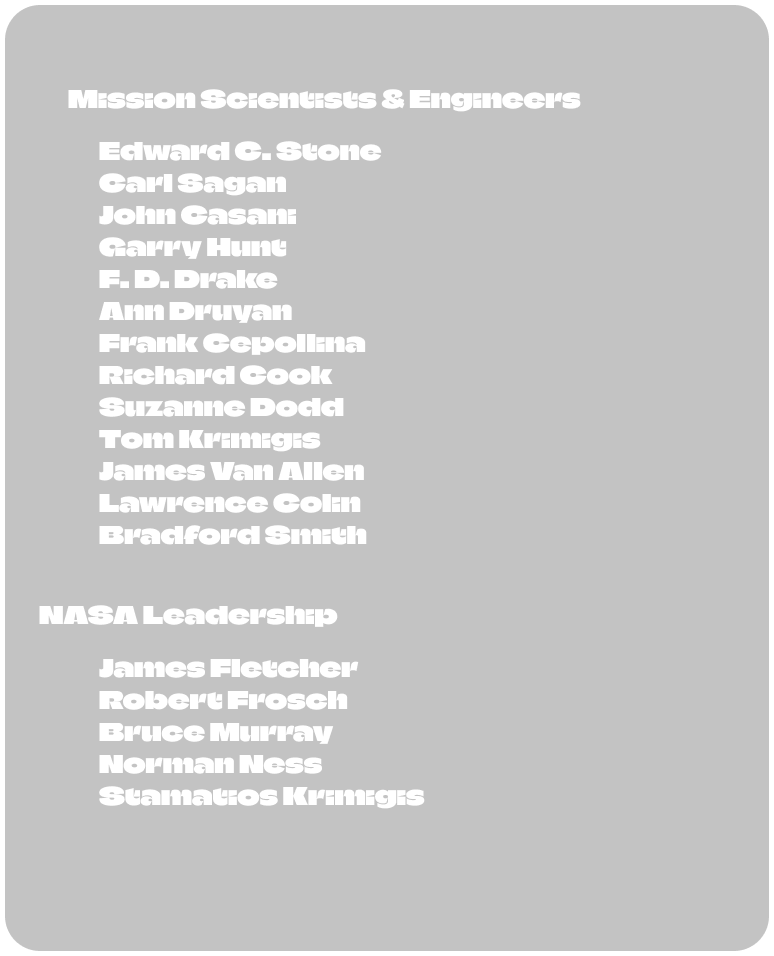 Mission Scientists & Engineers
Edward C. Stone
Carl Sagan
John Casani
Garry Hunt
F. D. Drake
Ann Druyan
Frank Cepollina
Richard Cook
Suzanne Dodd
Tom Krimigis
James Van Allen
Lawrence Colin
Bradford Smith
NASA Leadership
James Fletcher
Robert Frosch
Bruce Murray
Norman Ness
Stamatios Krimigis